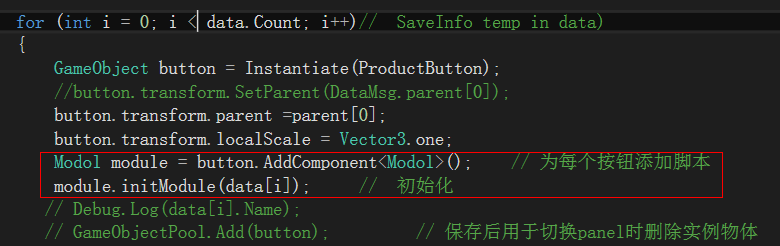 for (int i = 0; i < data.Count; i++)//  SaveInfo temp in data)
{
GameObject button = Instantiate(ProductButton);
//button.transform.SetParent(DataMsg.parent[0]);
button.transform.parent =parent[0];
button.transform.localScale = Vector3.one;
Modol module = button.AddComponent<Modol>();    // 为每个按钮添加脚本
module.initModule(data[i]);     //  初始化
// Debug.Log(data[i].Name);
// GameObjectPool.Add(button);         // 保存后用于切换panel时删除实例物体